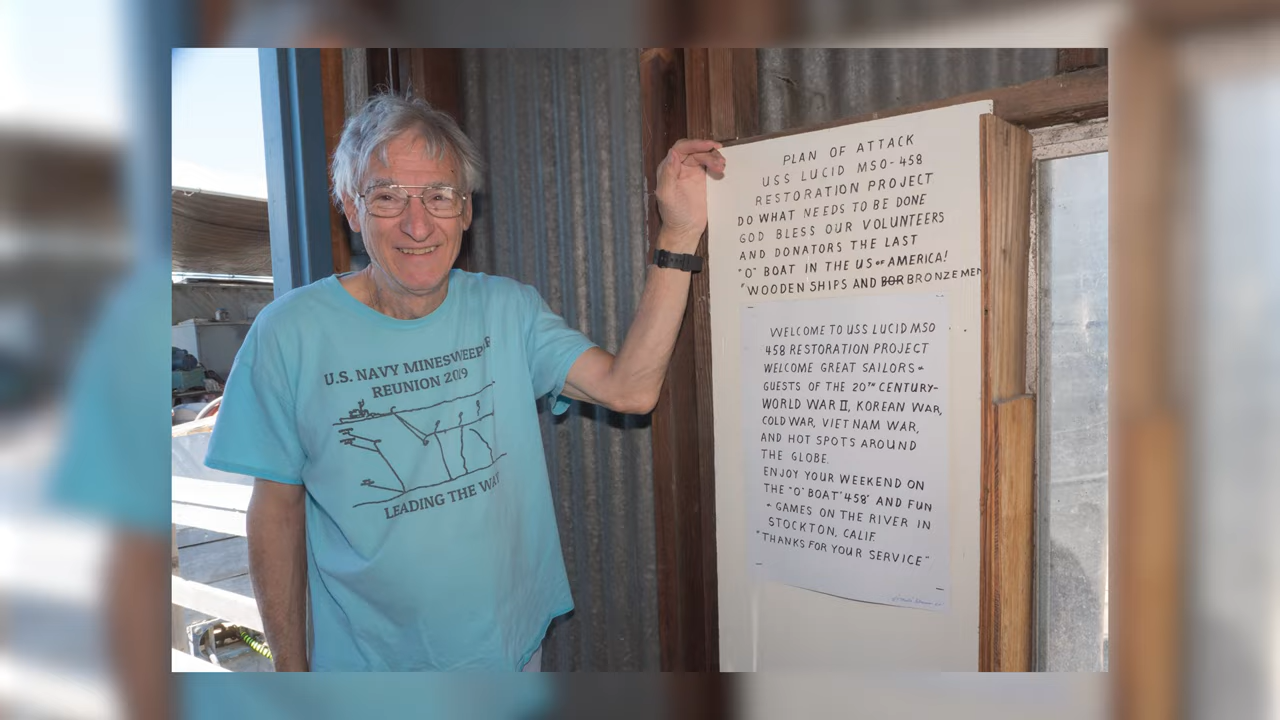 U.S. NAVY MINESWEEPER
REUNION 2019
LEADING THE WAY
PLAN OF ATTACK
USS LUCID MSO-458
RESTORATION PROJECT
DO WHAT NEEDS TO BE DONE
GOD BLESS OUR VOLUNTEERS
AND DONATORS THE LAST
"O" BOAT IN THE US OF AMERICA!
"WOODEN SHIPS AND BOR BRONZE MEN
WELCOME TO USS LUCID MSO
458 RESTORATION PROJECT
WELCOME GREAT SAILORS -
GUESTS OF THE 20TH CENTURY-
WORLD WAR II, KOREAN WAR,
COLD WAR, VIET NAM WAR,
AND HOT SPOTS AROUND
THE GLOBE.
ENJOY YOUR WEEKEND ON
THE "O" BOAT "458" AND FUN
- GAMES ON THE RIVER IN
STOCKTON, CALIF.
"THANKS FOR YOUR SERVICE"